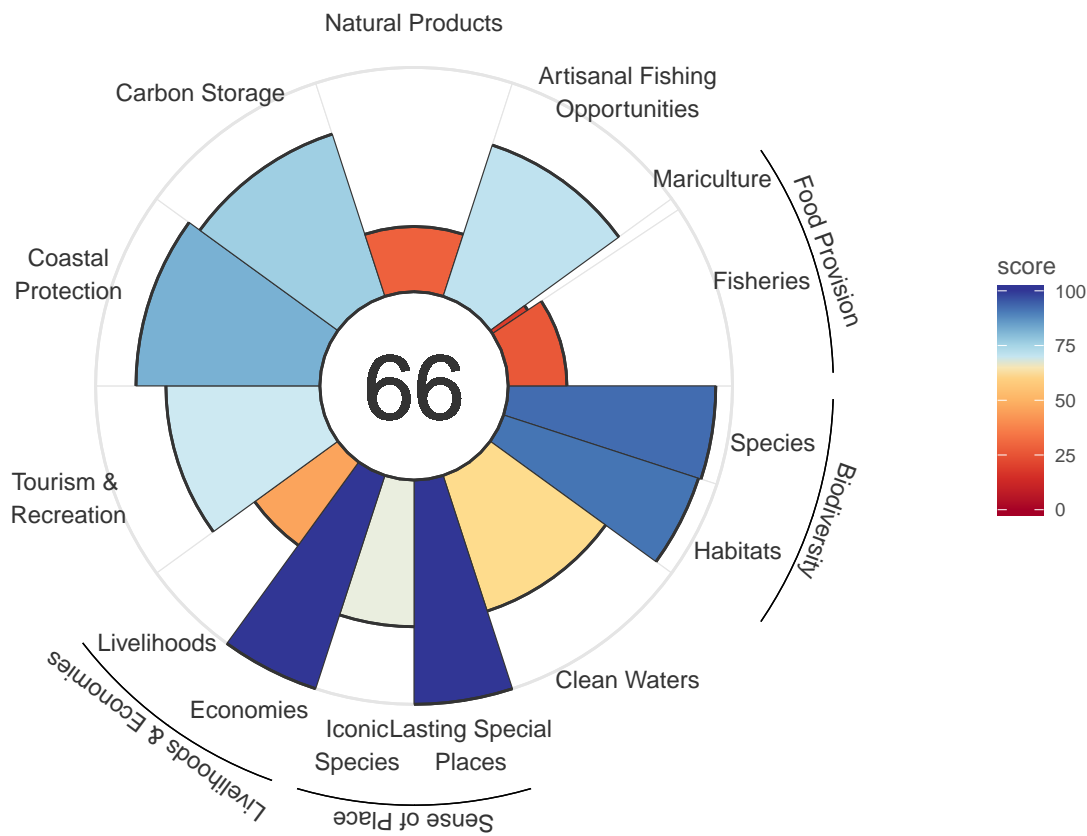 Natural Products
Carbon Storage
Artisanal Fishing
Opportunities
Mariculture
Food Provision
Coastal
Protection
Fisheries
score
100
75
50
25
0
66
Species
Tourism &
Recreation
Biodiversity
Habitats
Livelihoods
Clean Waters
Livelihoods & Economies
Economies
Iconic
Species
Lasting Special
Places
Sense of Place